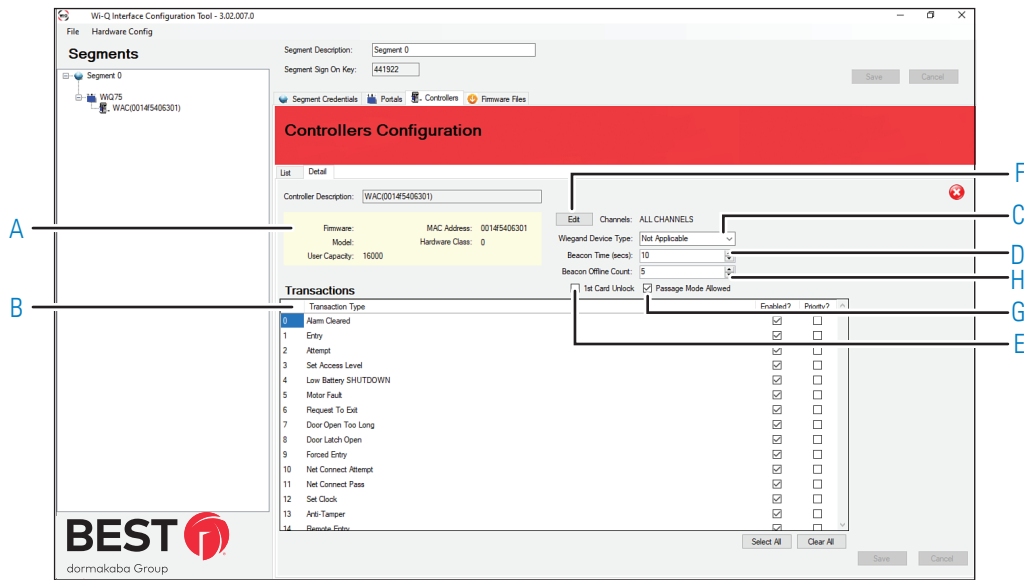 Wi-Q Interface Configuration Tool - 3.02.007.0
File Hardware Config
Segments
Segment 0
WiQ75
WAC(0014f5406301)
Segment Description: Segment 0
Segment Sign On Key: 441922
Save Cancel
Segment Credentials Portals Controllers Firmware Files
Controllers Configuration
List Detail
Controller Description: WAC(0014f5406301)
Firmware: MAC Address: 0014f5406301
Model: Hardware Class: 0
User Capacity: 16000
Edit Channels: ALL CHANNELS
Wiegand Device Type: Not Applicable
Beacon Time (secs): 10
Beacon Offline Count: 5
1st Card Unlock Passage Mode Allowed
Transactions
Transaction Type Enabled? Priority?
0 Alarm Cleared
1 Entry
2 Attempt
3 Set Access Level
4 Low Battery SHUTDOWN
5 Motor Fault
6 Request To Exit
7 Door Open Too Long
8 Door Latch Open
9 Forced Entry
10 Net Connect Attempt
11 Net Connect Pass
12 Set Clock
13 Anti-Tamper
14 Remote Entry
Select All Clear All
Save Cancel
BEST
dormakaba Group
A
B
F
C
D
H
G
E